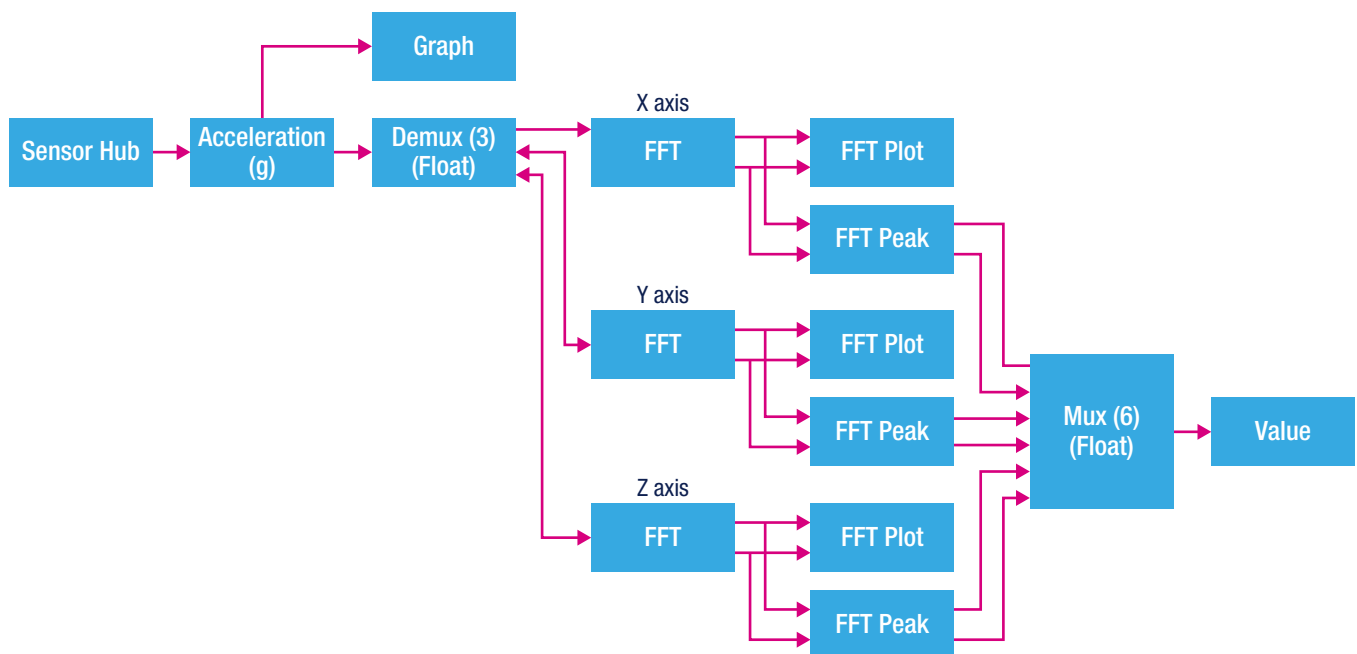 Graph
X axis
Sensor Hub
Acceleration
(g)
Demux (3)
(Float)
FFT
FFT Plot
FFT Peak
Y axis
FFT
FFT Plot
FFT Peak
Mux (6)
(Float)
Value
Z axis
FFT
FFT Plot
FFT Peak